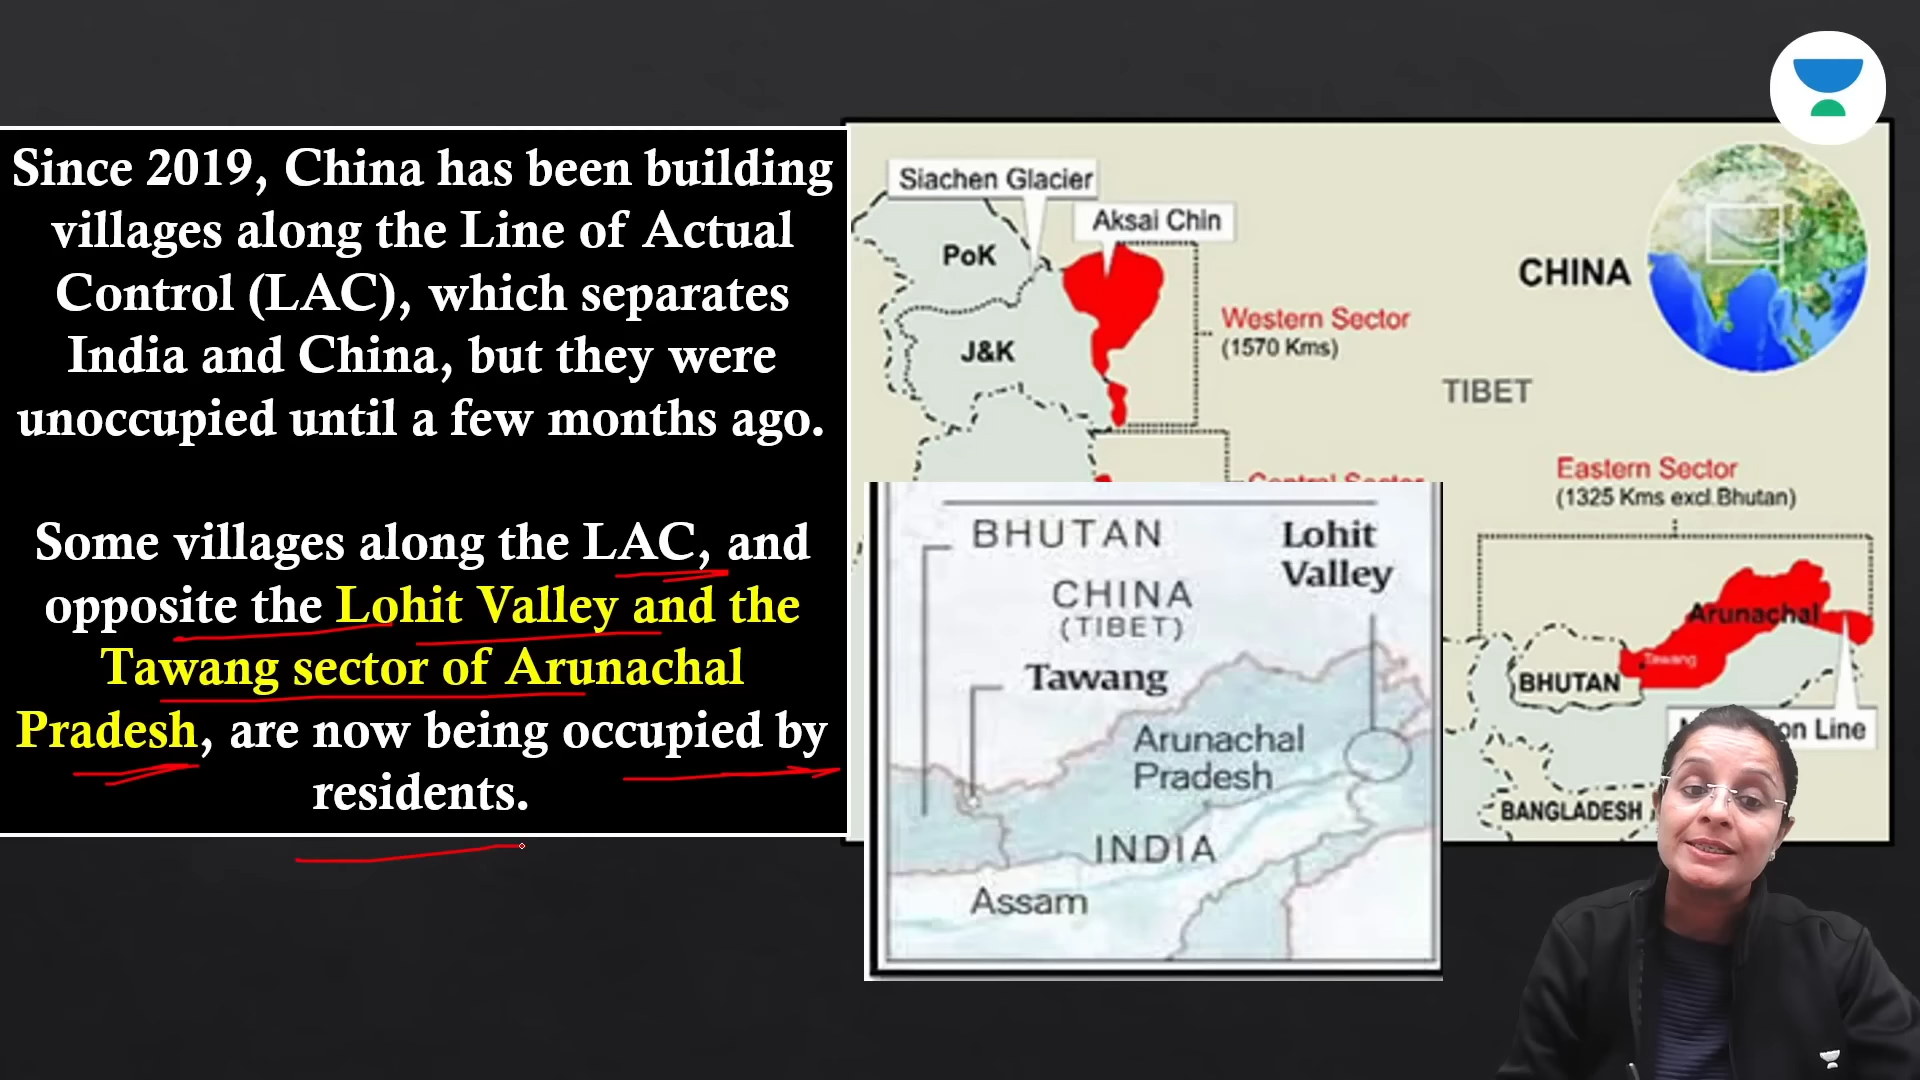 Since 2019, China has been building
villages along the Line of Actual
Control (LAC), which separates
India and China, but they were
unoccupied until a few months ago.
Some villages along the LAC, and
opposite the Lohit Valley and the
Tawang sector of Arunachal
Pradesh, are now being occupied by
residents.
Siachen Glacier
Aksai Chin
PoK
J&K
CHINA
Western Sector
(1570 Kms)
TIBET
Central Sector
Eastern Sector
(1325 Kms excl.Bhutan)
Arunachal
Tawang
BHUTAN
on Line
BANGLADESH
BHUTAN
Lohit
Valley
CHINA
(TIBET)
Tawang
Arunachal
Pradesh
INDIA
Assam